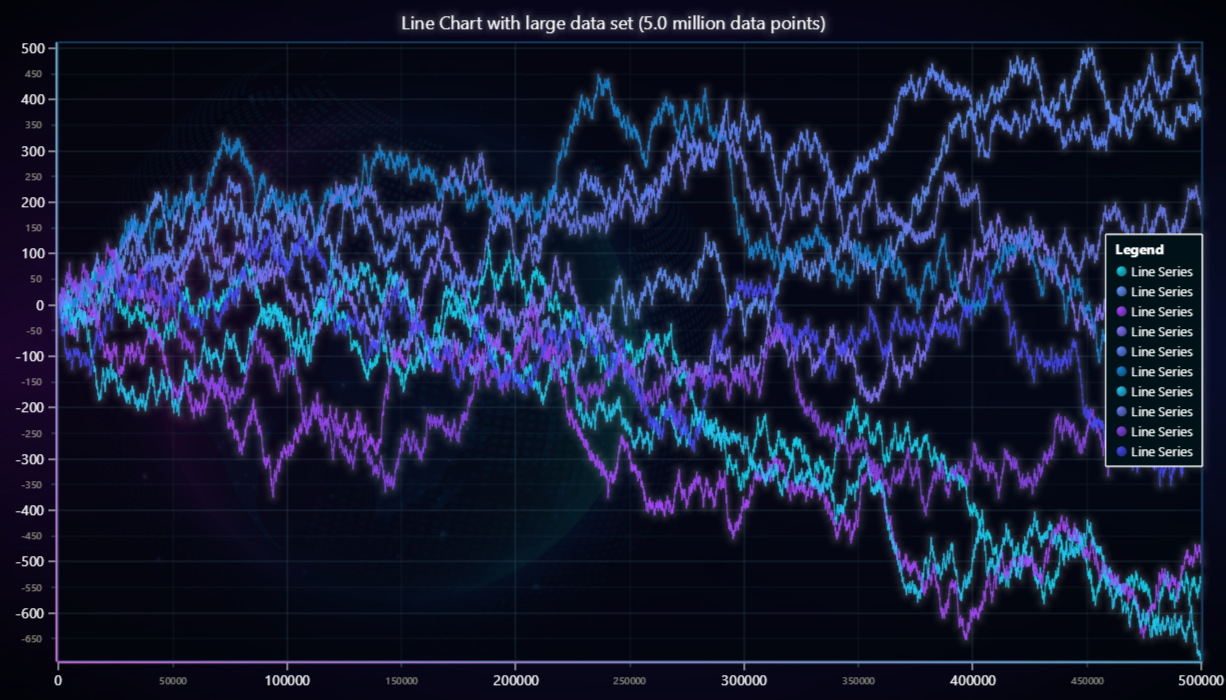 Line Chart with large data set (5.0 million data points)
500
450
400
350
300
250
200
150
100
50
0
-50
-100
-150
-200
-250
-300
-350
-400
-450
-500
-550
-600
-650
Legend
Line Series
Line Series
Line Series
Line Series
Line Series
Line Series
Line Series
Line Series
Line Series
Line Series
0 50000 100000 150000 200000 250000 300000 350000 400000 450000 500000